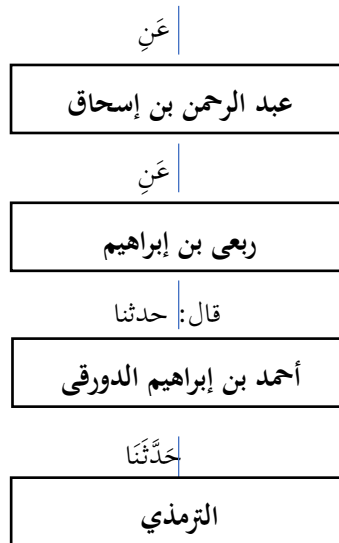 عَنِ
عبد الرحمن بن إسحاق
عَنِ
ربعى بن إبراهيم
قال: حدثنا
أحمد بن إبراهيم الدورقى
حَدَّثَنَا
الترمذي